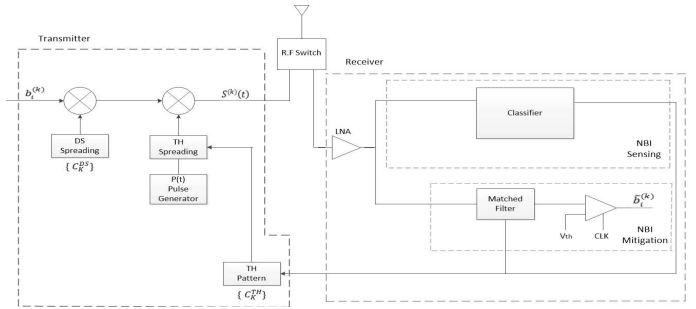 Transmitter
R.F Switch
Receiver
b_i^(k)
S^(k)(t)
DS
Spreading
{ C_K^DS }
TH
Spreading
P(t)
Pulse
Generator
TH
Pattern
{ C_K^TH }
LNA
Classifier
NBI
Sensing
Matched
Filter
b̄_i^(k)
Vth
CLK
NBI
Mitigation